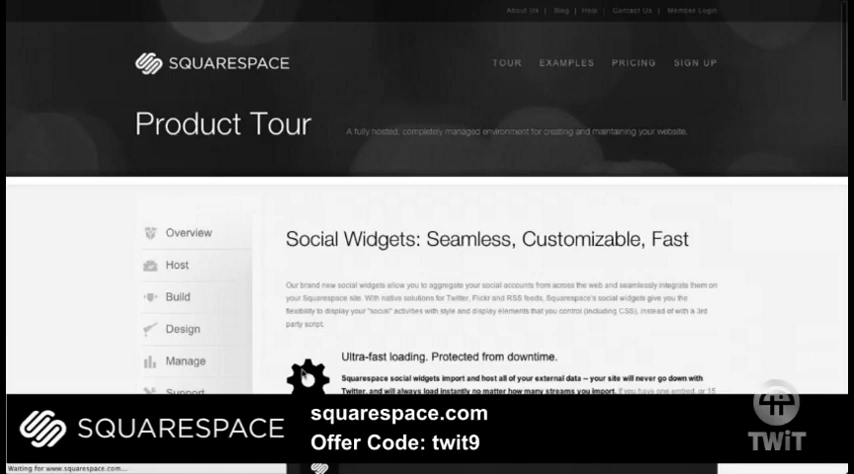 About Us | Blog | Help | Contact Us | Member Login
SQUARESPACE
TOUR EXAMPLES PRICING SIGN UP
Product Tour
A fully hosted, completely managed environment for creating and maintaining your website.
Overview
Host
Build
Design
Manage
Support
Social Widgets: Seamless, Customizable, Fast
Our brand new social widgets allow you to aggregate your social accounts from across the web and seamlessly integrate them on
your Squarespace site. With native solutions for Twitter, Flickr and RSS feeds, Squarespace's social widgets give you the
flexibility to display your "social" activities with style and display elements that you control (including CSS), instead of with a 3rd
party script.
Ultra-fast loading. Protected from downtime.
Squarespace social widgets import and host all of your external data -- your site will never go down with
Twitter, and will always load instantly no matter how many streams you import. If you have one embed, or 15
SQUARESPACE
squarespace.com
Offer Code: twit9
TWiT
Waiting for www.squarespace.com...